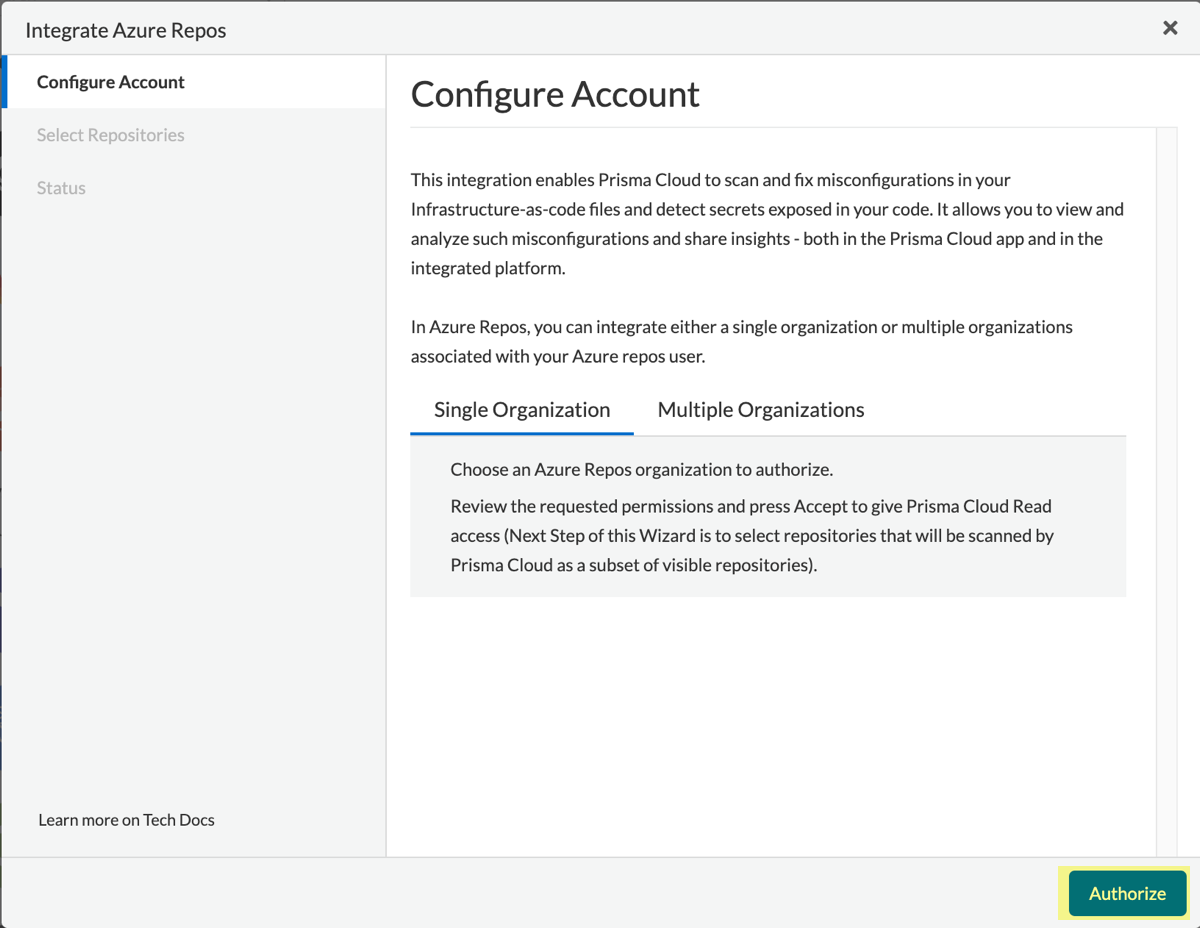 Integrate Azure Repos
Configure Account
Select Repositories
Status
Learn more on Tech Docs
Configure Account
This integration enables Prisma Cloud to scan and fix misconfigurations in your
Infrastructure-as-code files and detect secrets exposed in your code. It allows you to view and
analyze such misconfigurations and share insights - both in the Prisma Cloud app and in the
integrated platform.
In Azure Repos, you can integrate either a single organization or multiple organizations
associated with your Azure repos user.
Single Organization
Multiple Organizations
Choose an Azure Repos organization to authorize.
Review the requested permissions and press Accept to give Prisma Cloud Read
access (Next Step of this Wizard is to select repositories that will be scanned by
Prisma Cloud as a subset of visible repositories).
Authorize